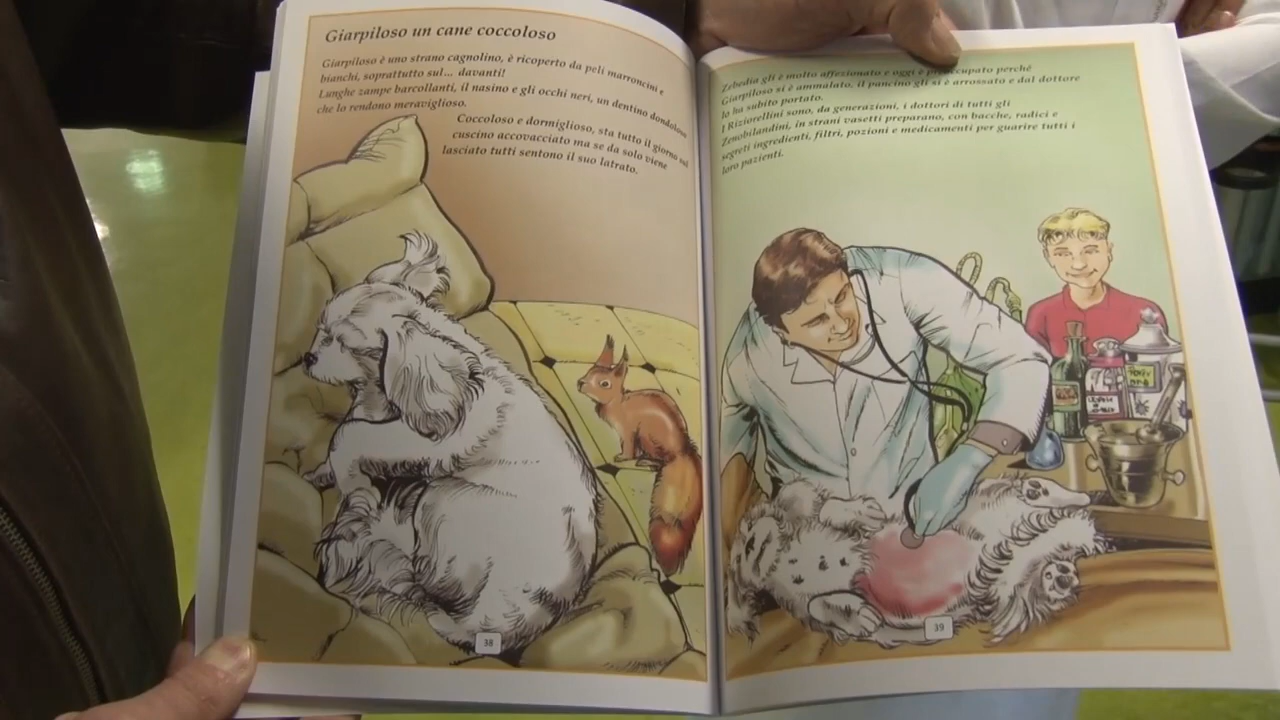 Giarpiloso un cane coccoloso
Giarpiloso è uno strano cagnolino, è ricoperto da peli marroncini e
bianchi, soprattutto sul... davanti!
Lunghe zampe barcollanti, il nasino e gli occhi neri, un dentino dondoloso
che lo rendono meraviglioso.
Coccoloso e dormiglioso, sta tutto il giorno sul
cuscino accovacciato ma se da solo viene
lasciato tutti sentono il suo latrato.
38
Zebedia gli è molto affezionato e oggi è preoccupato perché
Giarpiloso si è ammalato, il pancino gli si è arrossato e dal dottore
lo ha subito portato.
I Riziorellini sono, da generazioni, i dottori di tutti gli
Zenobilandini, in strani vasetti preparano, con bacche, radici e
segreti ingredienti, filtri, pozioni e medicamenti per guarire tutti i
loro pazienti.
39